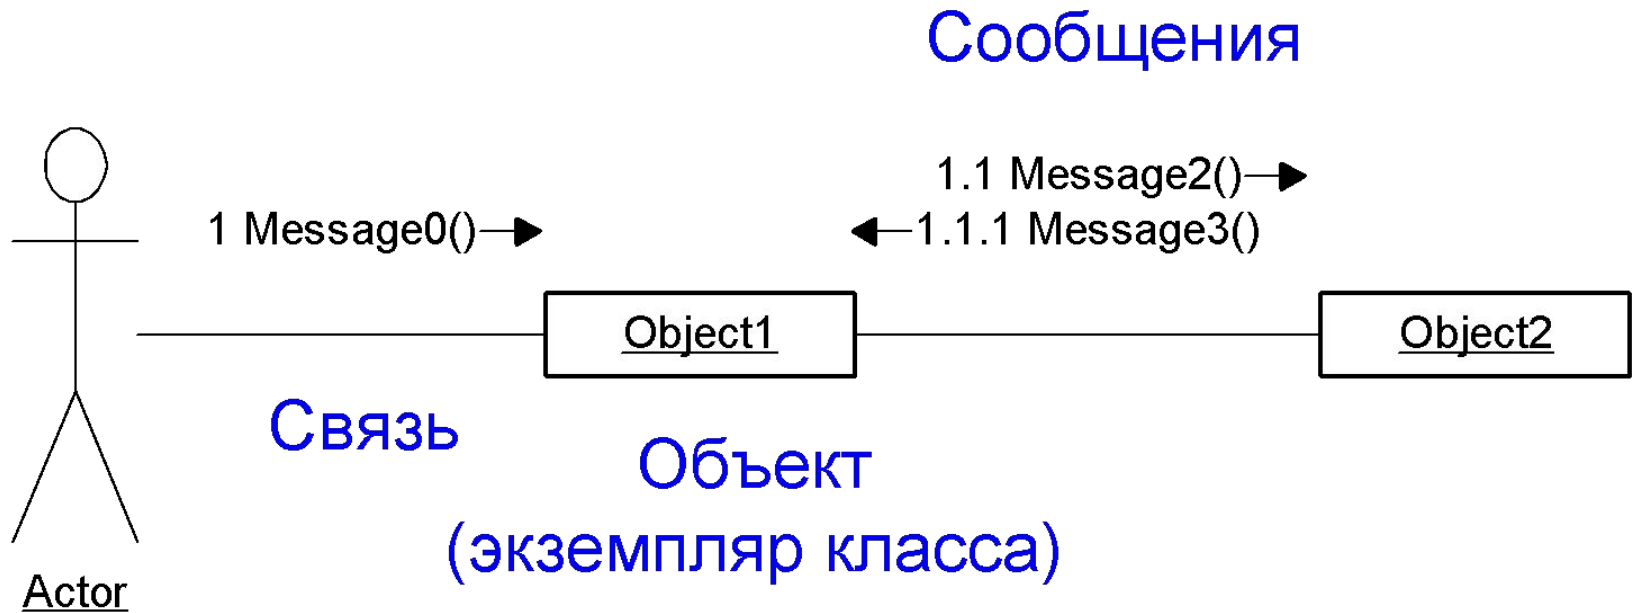 Сообщения
1.1 Message2()
1 Message0()
1.1.1 Message3()
Object1
Object2
Связь
Объект
(экземпляр класса)
Actor